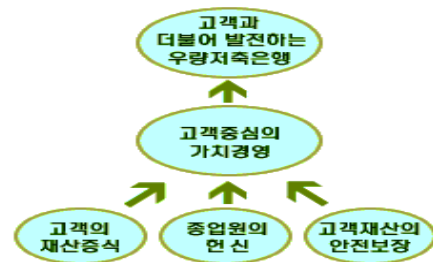 고객과
더불어 발전하는
우량저축은행
고객중심의
가치경영
고객의
재산증식
종업원의
헌 신
고객재산의
안전보장